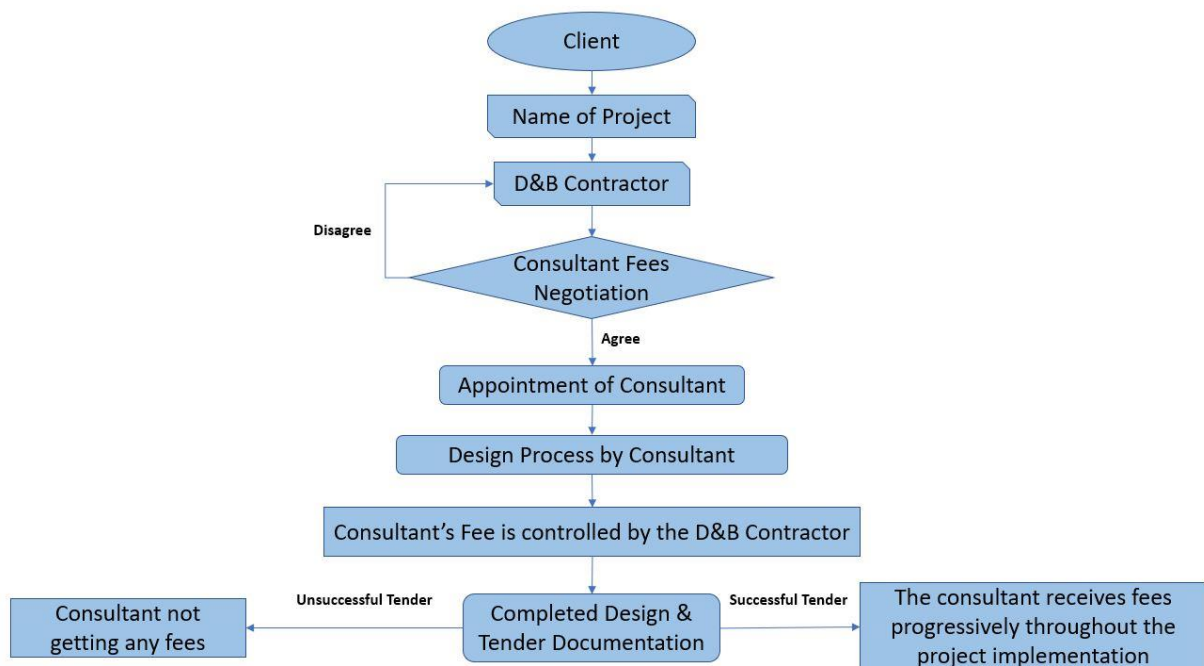 Client
Name of Project
D&B Contractor
Disagree
Consultant Fees
Negotiation
Agree
Appointment of Consultant
Design Process by Consultant
Consultant’s Fee is controlled by the D&B Contractor
Unsuccessful Tender
Successful Tender
Consultant not
getting any fees
Completed Design &
Tender Documentation
The consultant receives fees
progressively throughout the
project implementation